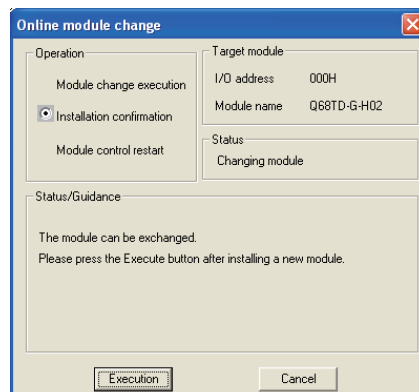 Online module change
Operation
Module change execution
Installation confirmation
Module control restart
Target module
I/O address 000H
Module name Q68TD-G-H02
Status
Changing module
Status/Guidance
The module can be exchanged.
Please press the Execute button after installing a new module.
Execution Cancel